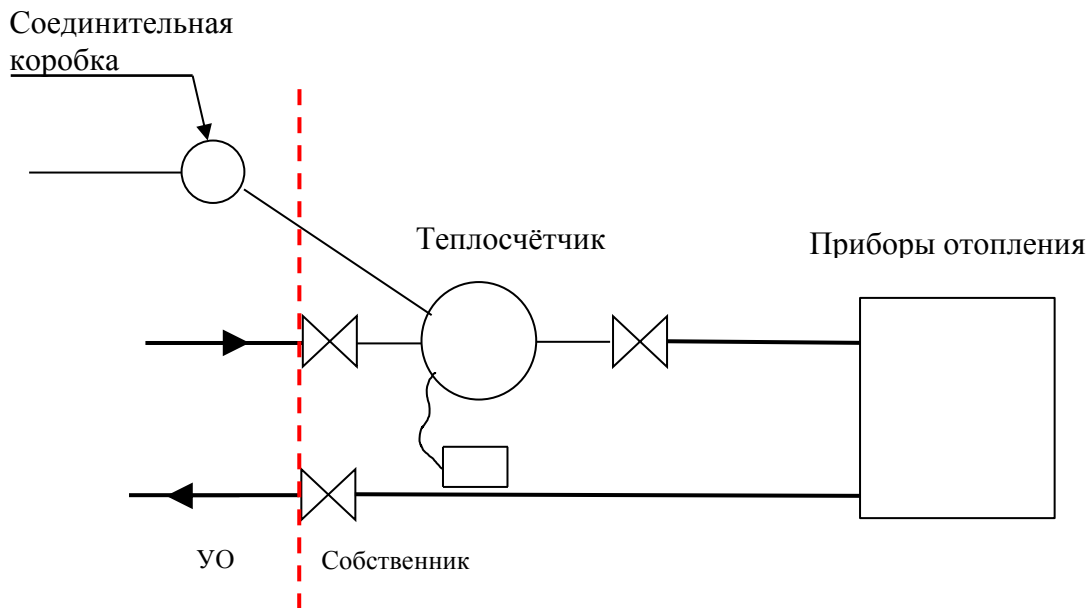 Соединительная
коробка
Теплосчётчик
Приборы отопления
УО
Собственник